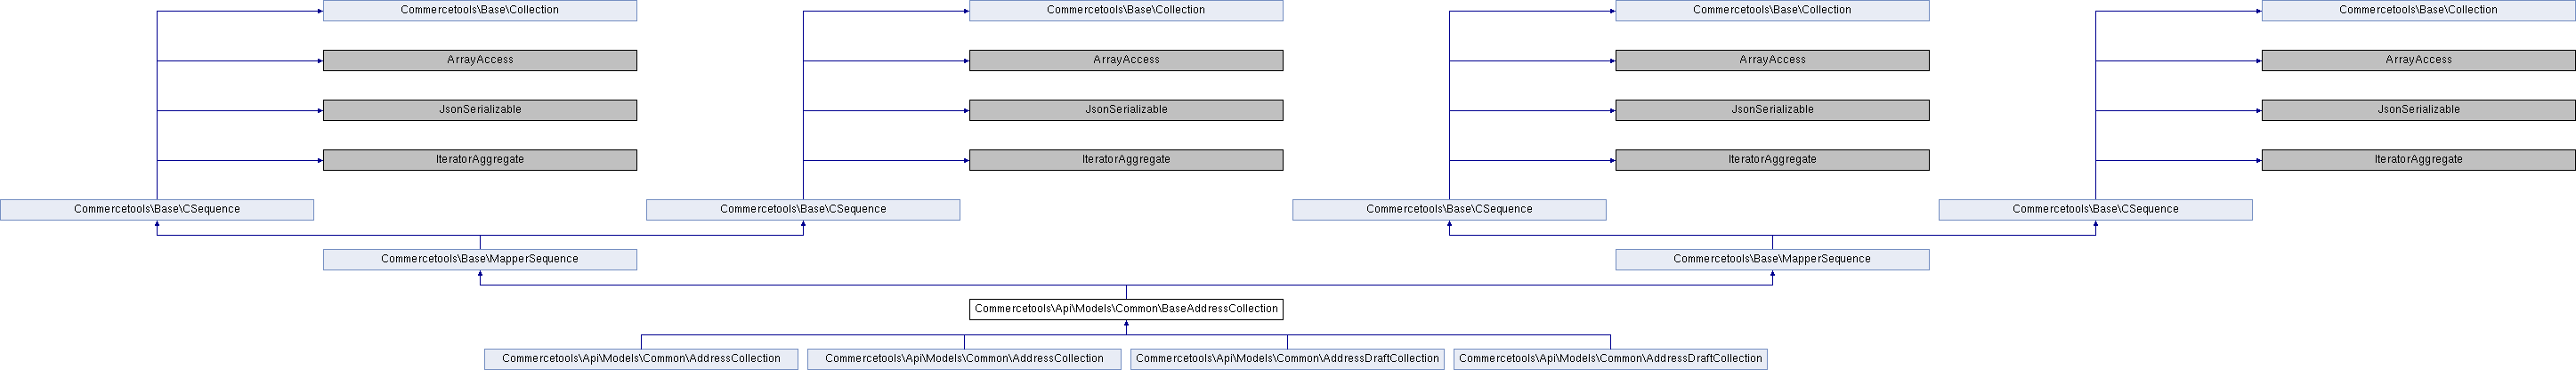 Commercetools\Base\Collection
Commercetools\Base\Collection
Commercetools\Base\Collection
Commercetools\Base\Collection
ArrayAccess
ArrayAccess
ArrayAccess
ArrayAccess
JsonSerializable
JsonSerializable
JsonSerializable
JsonSerializable
IteratorAggregate
IteratorAggregate
IteratorAggregate
IteratorAggregate
Commercetools\Base\CSequence
Commercetools\Base\CSequence
Commercetools\Base\CSequence
Commercetools\Base\CSequence
Commercetools\Base\MapperSequence
Commercetools\Base\MapperSequence
Commercetools\Api\Models\Common\BaseAddressCollection
Commercetools\Api\Models\Common\AddressCollection
Commercetools\Api\Models\Common\AddressCollection
Commercetools\Api\Models\Common\AddressDraftCollection
Commercetools\Api\Models\Common\AddressDraftCollection